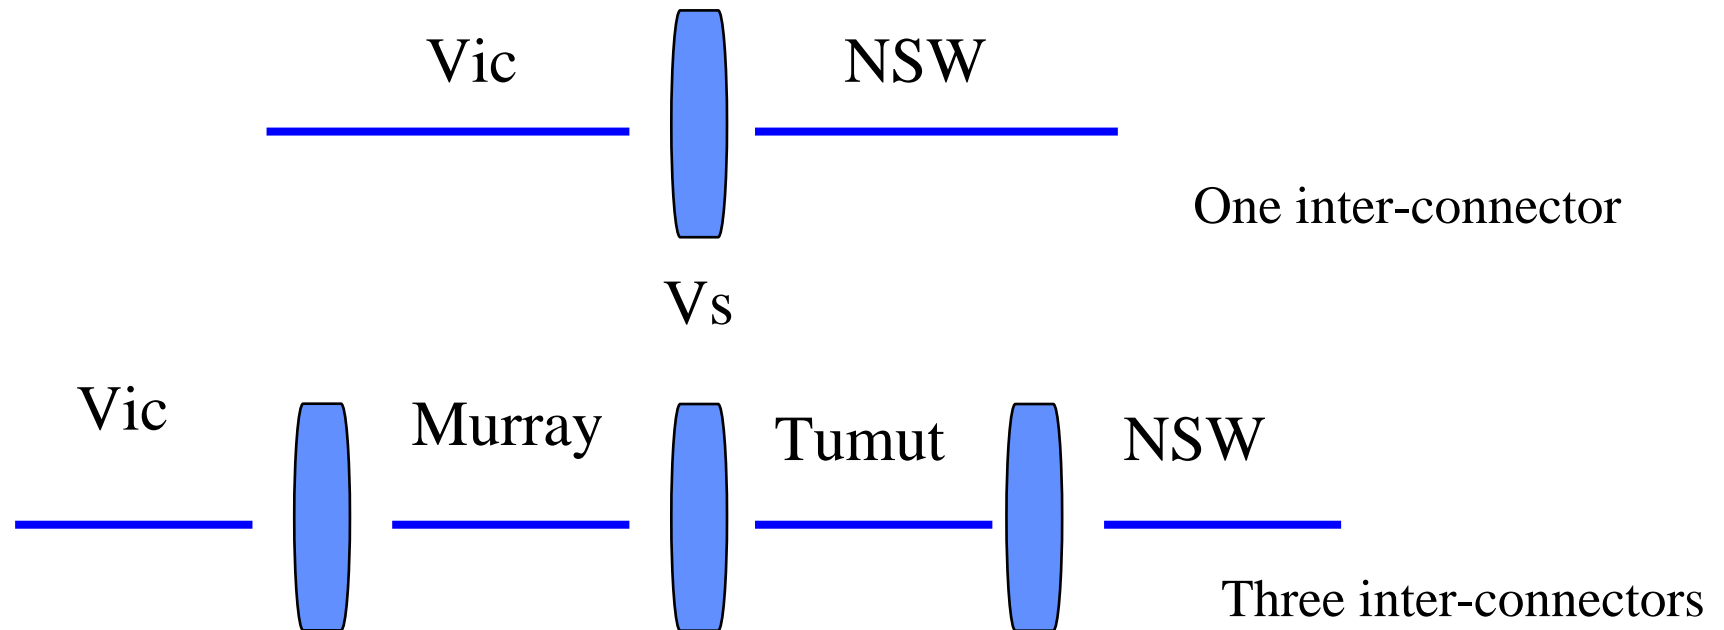 Vic
NSW
One inter-connector
Vs
Vic
Murray
Tumut
NSW
Three inter-connectors